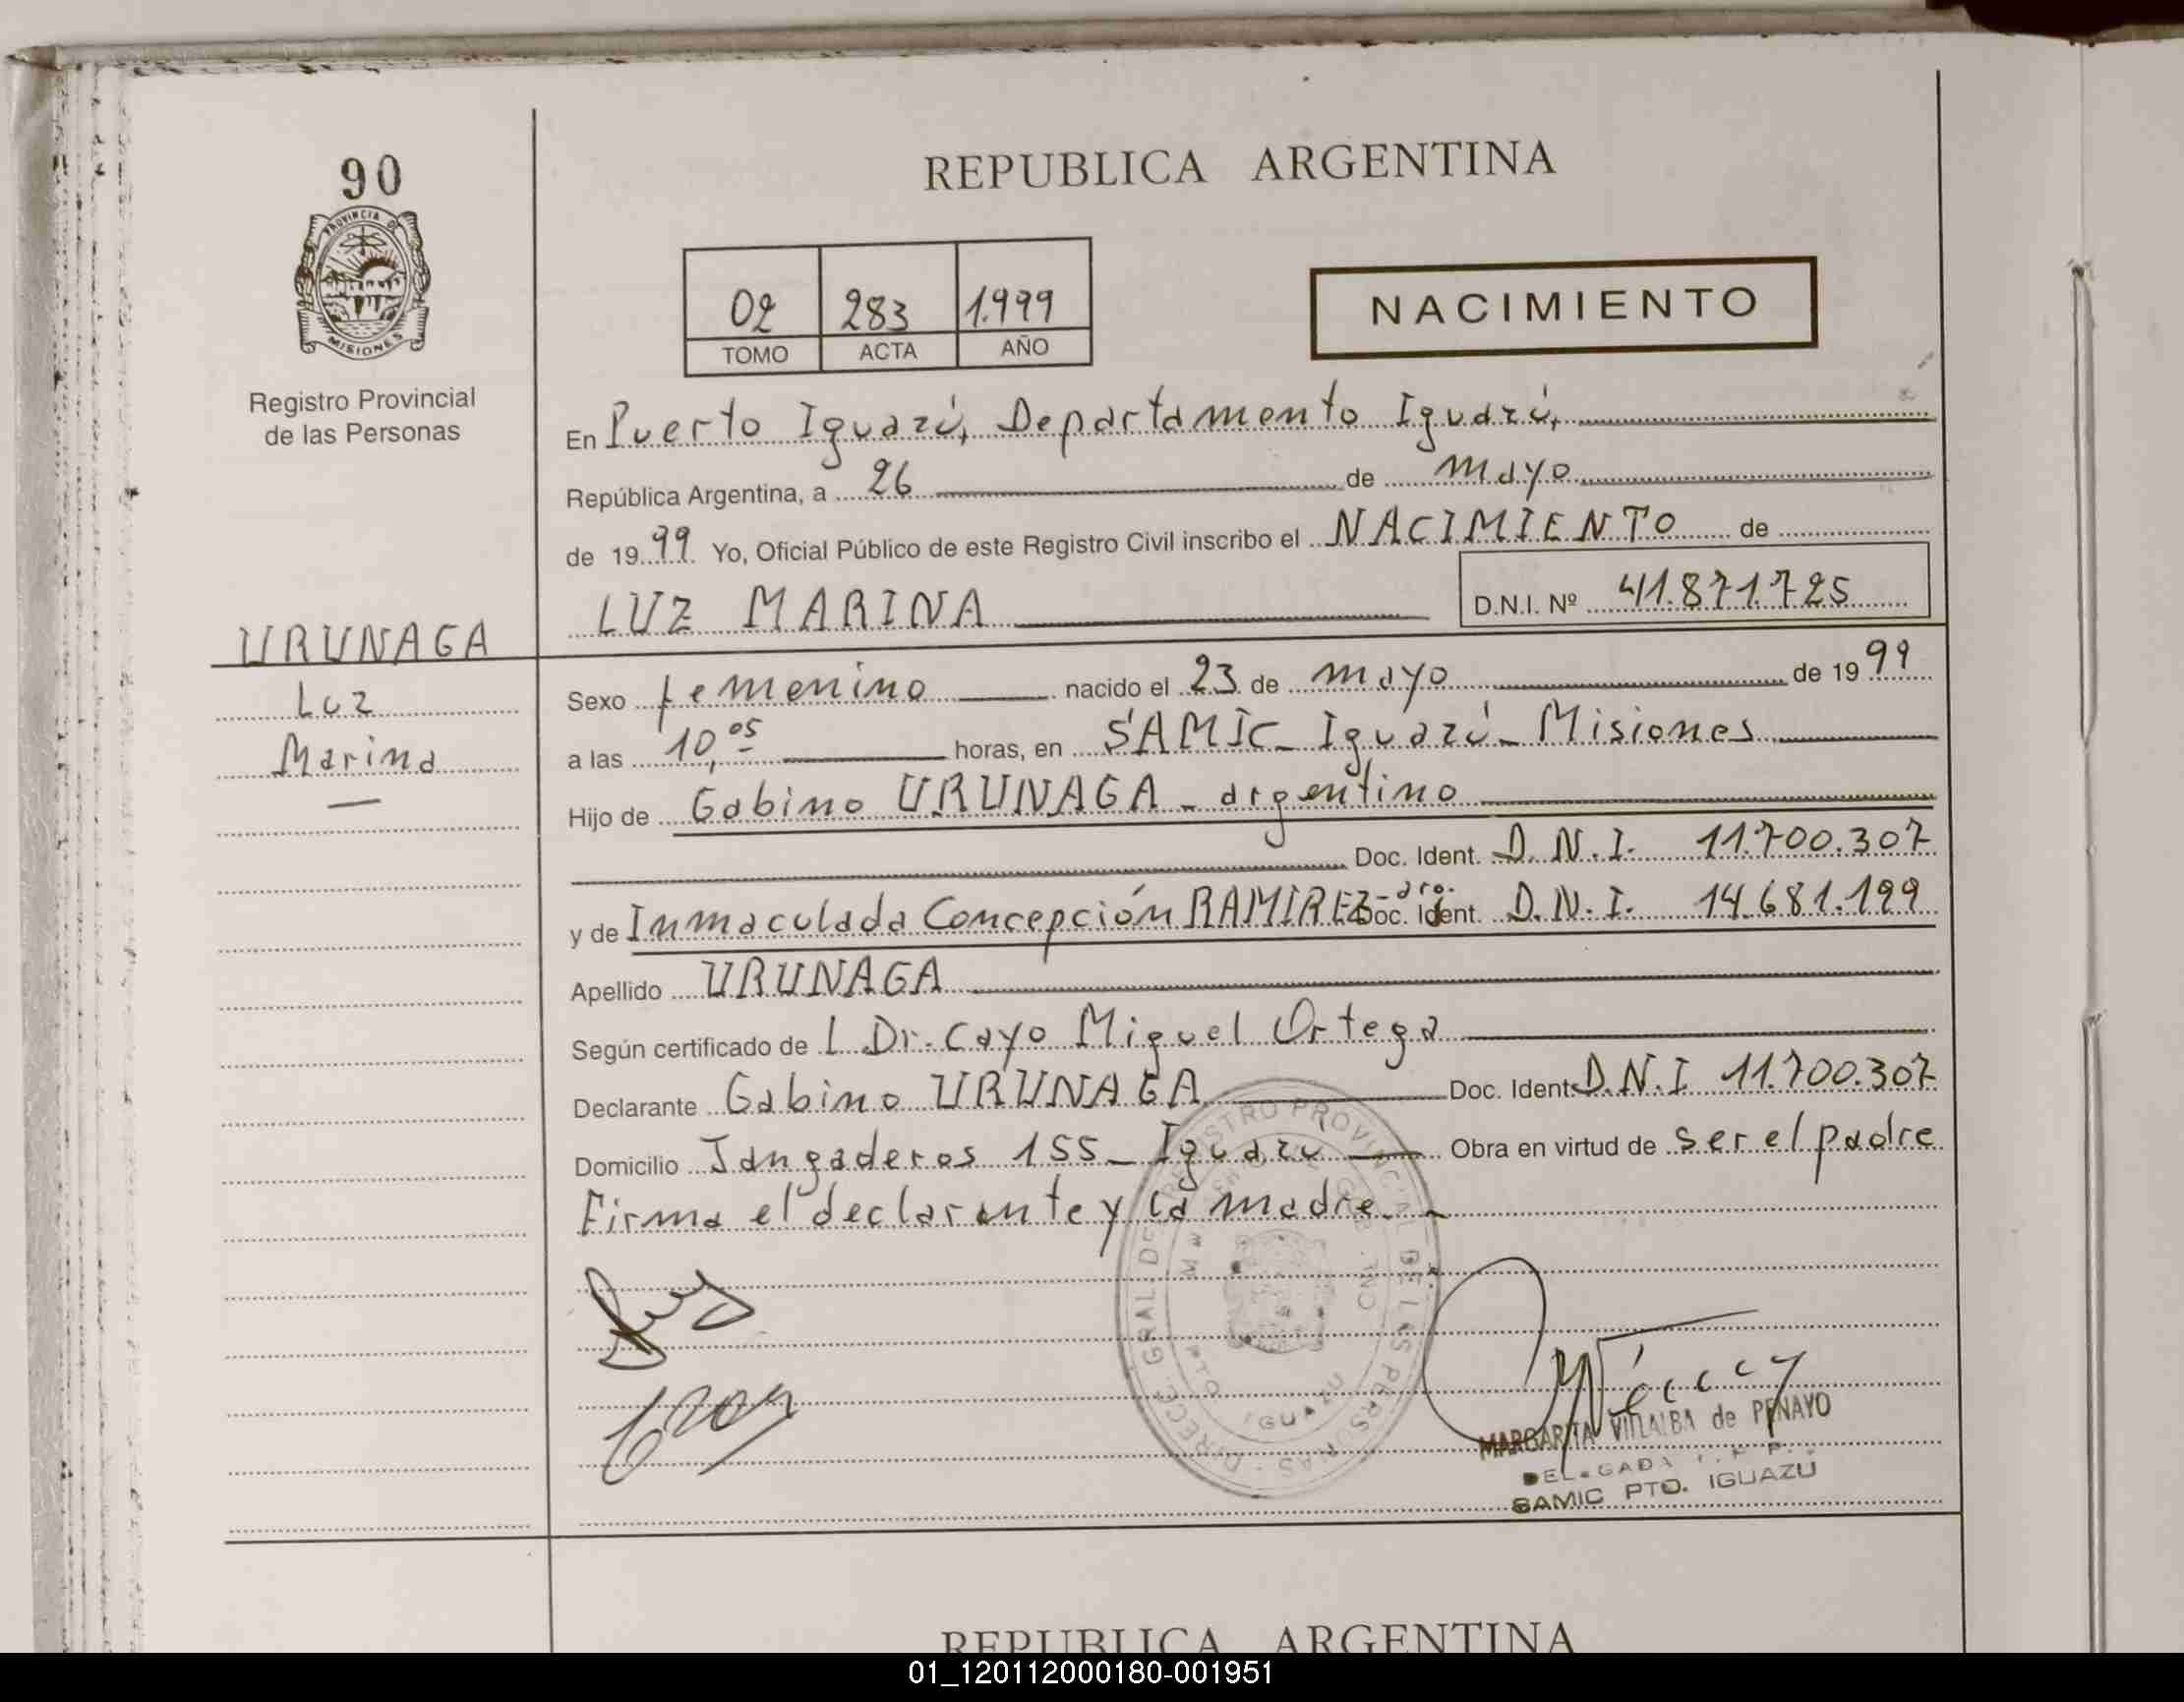 90
REPUBLICA ARGENTINA
PROVINCIA DE
MISIONES
Registro Provincial
de las Personas
02 283 1.999
TOMO ACTA AÑO
NACIMIENTO
En Puerto Iguazú, Departamento Iguazú,
República Argentina, a 26 de mayo
de 1999 Yo, Oficial Público de este Registro Civil inscribo el NACIMIENTO de
LUZ MARINA D.N.I. Nº 41.871.725
URUNAGA
Luz
Marina
Sexo femenino nacido el 23 de mayo de 1999
a las 10,05 horas, en SAMIC - Iguazú - Misiones
Hijo de Gabino URUNAGA - argentino
Doc. Ident. D.N.I. 11.700.307
y de Inmaculada Concepción RAMIREZ - arg. Doc. Ident. D.N.I. 14.681.199
Apellido URUNAGA
Según certificado de l Dr. Cayo Miguel Ortega
Declarante Gabino URUNAGA Doc. Ident. D.N.I 11.700.307
Domicilio Jangaderos 155 - Iguazu Obra en virtud de ser el padre
Firma el declarante y la madre. -
MARGARITA VILLALBA de PENAYO
SAMIC PTO. IGUAZU
REPUBLICA ARGENTINA
01_120112000180-001951